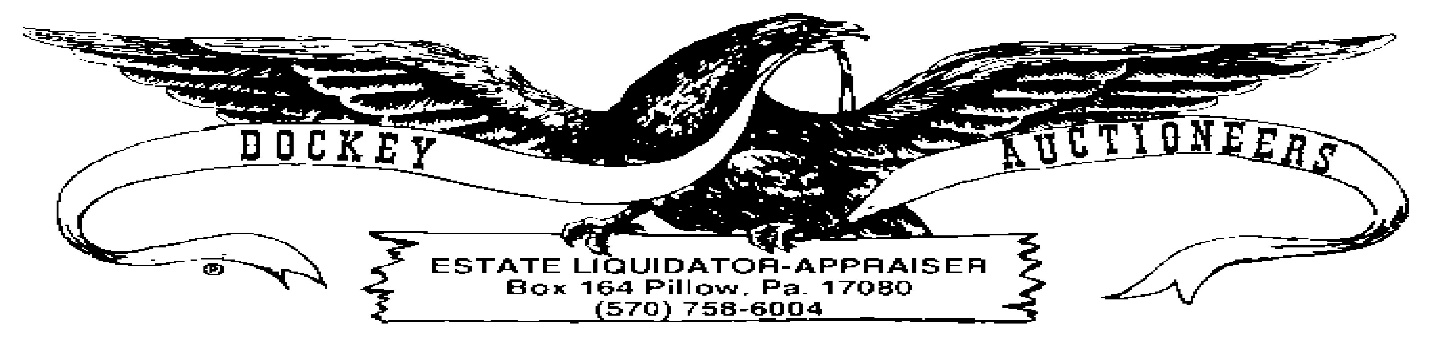 DOCKEY AUCTIONEERS
ESTATE LIQUIDATOR-APPRAISER
Box 164 Pillow, Pa. 17080
(570) 758-6004